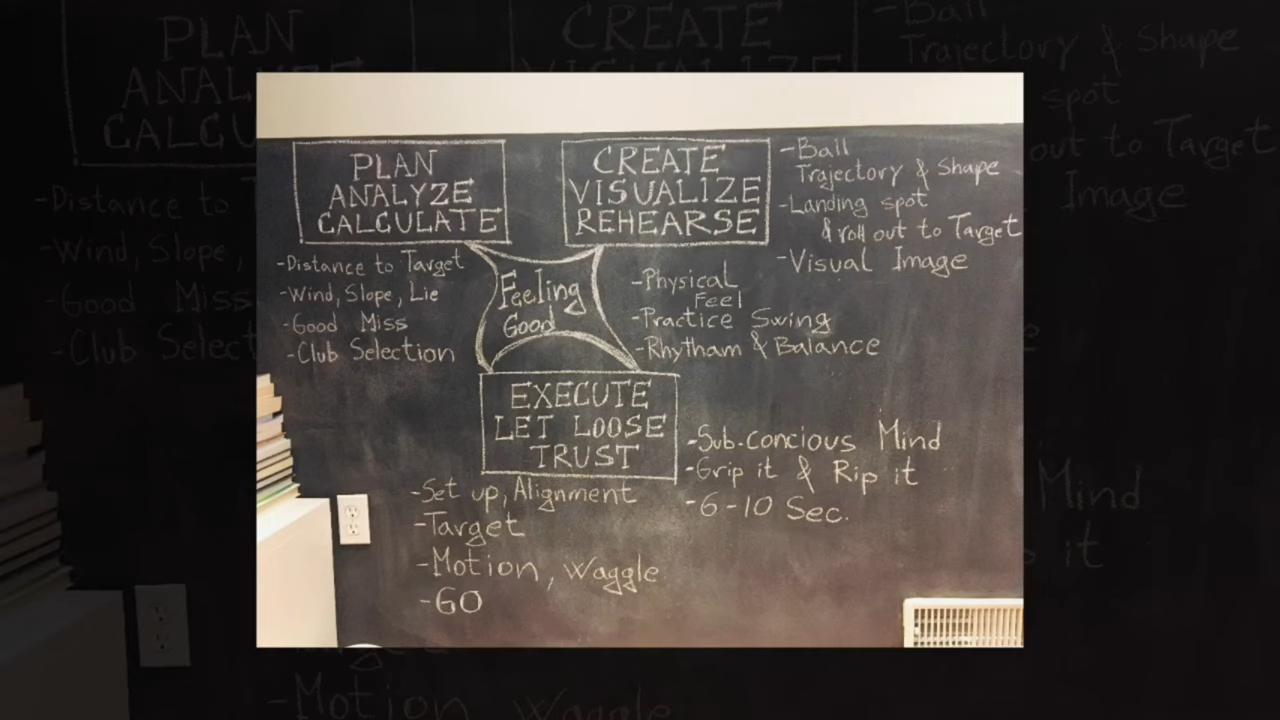 PLAN
ANALYZE
CALCULATE
-Distance to Target
-Wind, Slope, Lie
-Good Miss
-Club Selection
CREATE
VISUALIZE
REHEARSE
-Ball
Trajectory & Shape
-Landing spot
& roll out to Target
-Visual Image
-Physical
Feel
-Practice Swing
-Rhytham & Balance
Feeling
Good
EXECUTE
LET LOOSE
TRUST
-Set up, Alignment
-Target
-Motion, Waggle
-GO
-Sub-concious Mind
-Grip it & Rip it
-6-10 Sec.